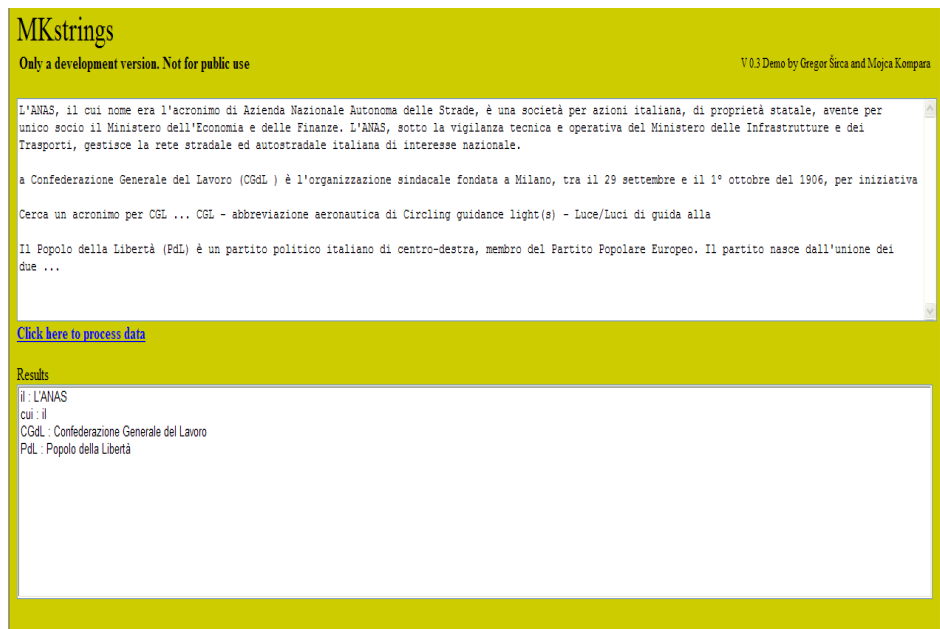 MKstrings
Only a development version. Not for public use
V 0.3 Demo by Gregor Širca and Mojca Kompara
L'ANAS, il cui nome era l'acronimo di Azienda Nazionale Autonoma delle Strade, è una società per azioni italiana, di proprietà statale, avente per
unico socio il Ministero dell'Economia e delle Finanze. L'ANAS, sotto la vigilanza tecnica e operativa del Ministero delle Infrastrutture e dei
Trasporti, gestisce la rete stradale ed autostradale italiana di interesse nazionale.
a Confederazione Generale del Lavoro (CGdL ) è l'organizzazione sindacale fondata a Milano, tra il 29 settembre e il 1° ottobre del 1906, per iniziativa
Cerca un acronimo per CGL ... CGL - abbreviazione aeronautica di Circling guidance light(s) - Luce/Luci di guida alla
Il Popolo della Libertà (PdL) è un partito politico italiano di centro-destra, membro del Partito Popolare Europeo. Il partito nasce dall'unione dei
due ...
Click here to process data
Results
il : L'ANAS
cui : il
CGdL : Confederazione Generale del Lavoro
PdL : Popolo della Libertà